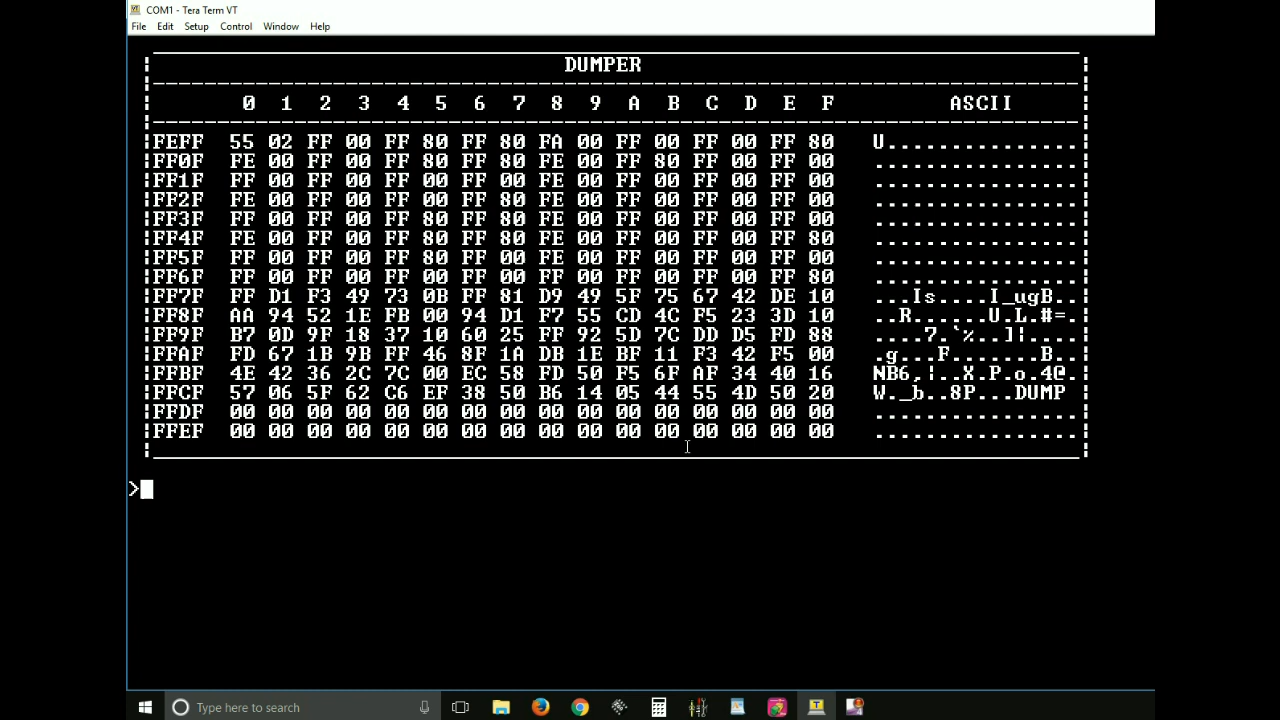 COM1 - Tera Term VT
File Edit Setup Control Window Help
DUMPER
0 1 2 3 4 5 6 7 8 9 A B C D E F ASCII
FEFF 55 02 FF 00 FF 80 FF 80 FA 00 FF 00 FF 00 FF 80 U...............
FF0F FE 00 FF 00 FF 80 FF 80 FE 00 FF 80 FF 00 FF 00 ................
FF1F FF 00 FF 00 FF 00 FF 00 FE 00 FF 00 FF 00 FF 00 ................
FF2F FE 00 FF 00 FF 00 FF 80 FE 00 FF 00 FF 00 FF 80 ................
FF3F FF 00 FF 00 FF 80 FF 80 FE 00 FF 00 FF 00 FF 00 ................
FF4F FE 00 FF 00 FF 80 FF 80 FE 00 FF 00 FF 00 FF 80 ................
FF5F FF 00 FF 00 FF 80 FF 00 FE 00 FF 00 FF 00 FF 00 ................
FF6F FF 00 FF 00 FF 00 FF 00 FF 00 FF 00 FF 00 FF 80 ................
FF7F FF D1 F3 49 73 0B FF 81 D9 49 5F 75 67 42 DE 10 ...Is....I_ugB..
FF8F AA 94 52 1E FB 00 94 D1 F7 55 CD 4C F5 23 3D 10 ..R......U.L.#=.
FF9F B7 0D 9F 18 37 10 60 25 FF 92 5D 7C DD D5 FD 88 ....7.`%..]|....
FFAF FD 67 1B 9B FF 46 8F 1A DB 1E BF 11 F3 42 F5 00 .g...F.......B..
FFBF 4E 42 36 2C 7C 00 EC 58 FD 50 F5 6F AF 34 40 16 NB6,|..X.P.o.4@.
FFCF 57 06 5F 62 C6 EF 38 50 B6 14 05 44 55 4D 50 20 W._b..8P...DUMP
FFDF 00 00 00 00 00 00 00 00 00 00 00 00 00 00 00 00 ................
FFEF 00 00 00 00 00 00 00 00 00 00 00 00 00 00 00 00 ................
>
Type here to search